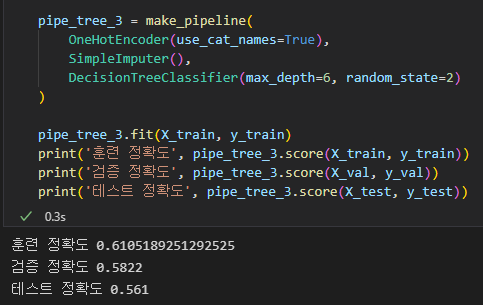 pipe_tree_3 = make_pipeline(
    OneHotEncoder(use_cat_names=True),
    SimpleImputer(),
    DecisionTreeClassifier(max_depth=6, random_state=2)
)
pipe_tree_3.fit(X_train, y_train)
print('훈련 정확도', pipe_tree_3.score(X_train, y_train))
print('검증 정확도', pipe_tree_3.score(X_val, y_val))
print('테스트 정확도', pipe_tree_3.score(X_test, y_test))
✓ 0.3s
훈련 정확도 0.6105189251292525
검증 정확도 0.5822
테스트 정확도 0.561